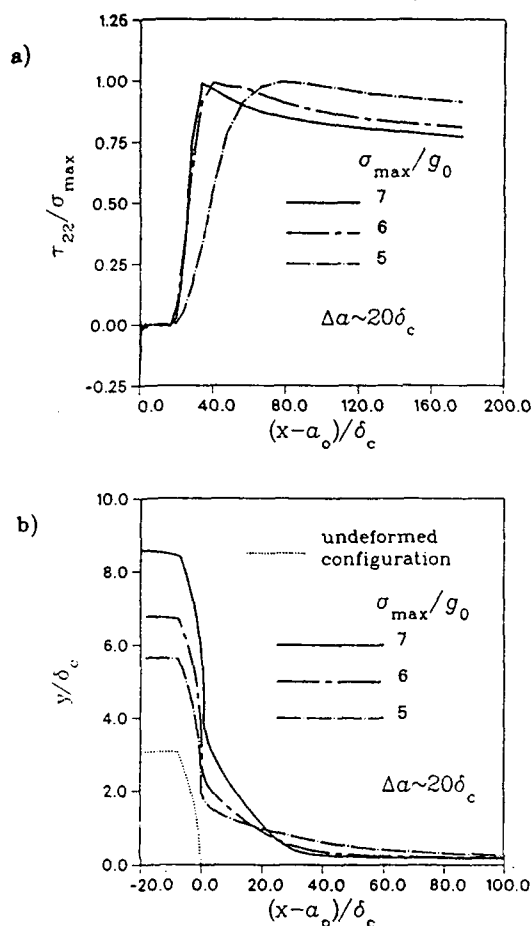 a)
1.25
1.00
0.75
0.50
0.25
0.00
-0.25
τ22/σmax
σmax/g0
7
6
5
Δa~20δc
0.0
40.0
80.0
120.0
160.0
200.0
(x-ao)/δc
b)
10.0
8.0
6.0
4.0
2.0
0.0
y/δc
undeformed
configuration
σmax/g0
7
6
5
Δa~20δc
-20.0
0.0
20.0
40.0
60.0
80.0
100.0
(x-ao)/δc